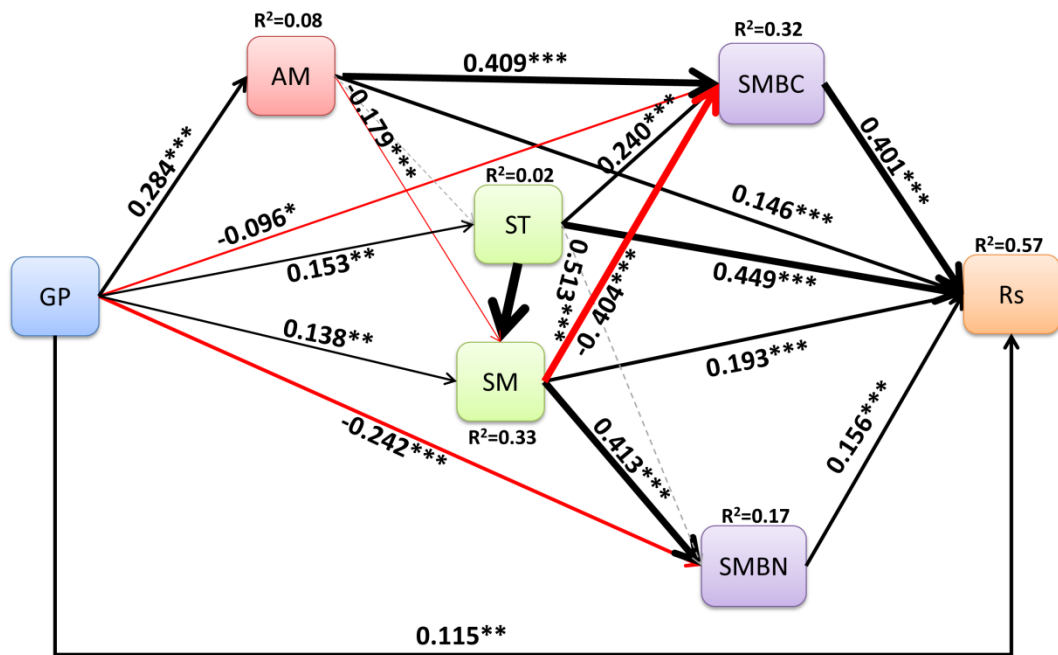 R²=0.08
AM
R²=0.32
SMBC
0.409***
-0.179***
0.240***
0.401***
0.284***
R²=0.02
ST
-0.096*
0.146***
0.153**
0.513***
-0. 404***
0.449***
R²=0.57
Rs
GP
0.138**
SM
R²=0.33
0.193***
-0.242***
0.413***
0.156***
R²=0.17
SMBN
0.115**